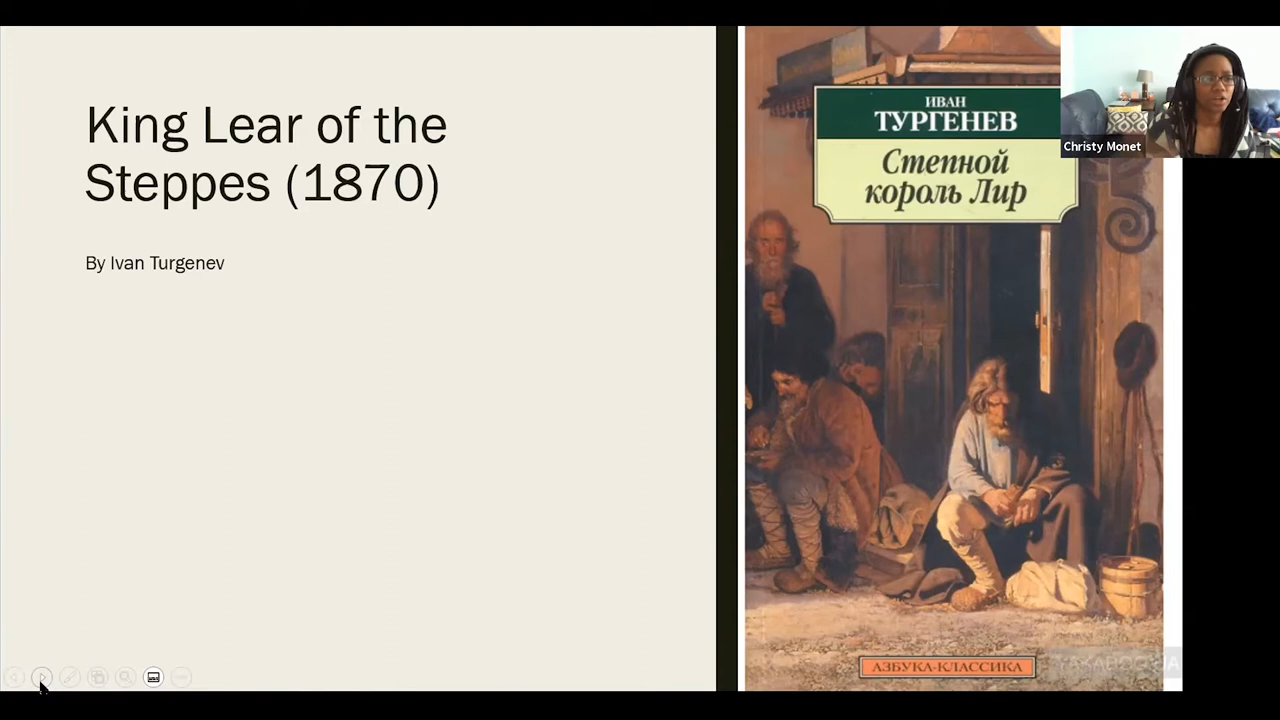 King Lear of the
Steppes (1870)
By Ivan Turgenev
ИВАН
ТУРГЕНЕВ
Степной
король Лир
АЗБУКА-КЛАССИКА
Christy Monet